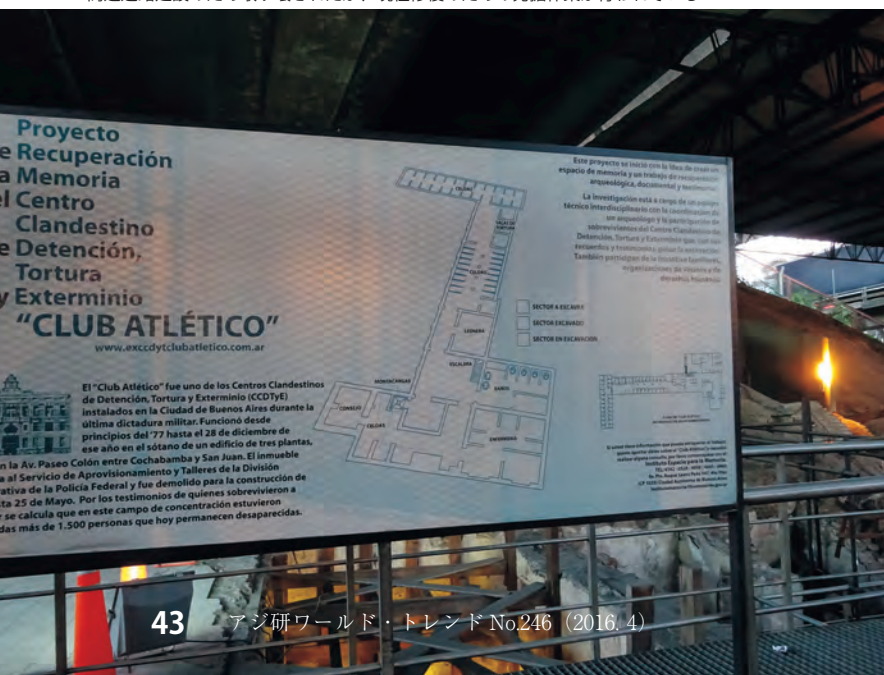 Proyecto
e Recuperación
a Memoria
el Centro
Clandestino
e Detención,
Tortura
y Exterminio
"CLUB ATLÉTICO"
www.exccdytclubatletico.com.ar
El "Club Atlético" fue uno de los Centros Clandestinos
de Detención, Tortura y Exterminio (CCDTyE)
instalados en la Ciudad de Buenos Aires durante la
última dictadura militar. Funcionó desde
principios del '77 hasta el 28 de diciembre de
ese año en el sótano de un edificio de tres plantas,
n la Av. Paseo Colón entre Cochabamba y San Juan. El inmueble
a al Servicio de Aprovisionamiento y Talleres de la División
rativa de la Policía Federal y fue demolido para la construcción de
ta 25 de Mayo. Por los testimonios de quienes sobrevivieron a
r se calcula que en este campo de concentración estuvieron
das más de 1.500 personas que hoy permanecen desaparecidas.
CELDAS
SALAS DE
TORTURA
CELDAS
LEONERA
ESCALERA
BAÑOS
MONTACARGAS
CONSEJO
CELDAS
ENFERMERIA
SECTOR A EXCAVAR
SECTOR EXCAVADO
SECTOR EN EXCAVACION
Este proyecto se inició con la idea de crear un
espacio de memoria y un trabajo de recuperación
arqueológica, documental y testimonial.
La investigación está a cargo de un equipo
técnico interdisciplinario con la coordinación de
un arqueólogo y la participación de
sobrevivientes del Centro Clandestino de
Detención, Tortura y Exterminio que, con sus
recuerdos y testimonios guían la excavación.
También participan de la iniciativa familiares,
organizaciones de vecinos y de
derechos humanos.
43 アジ研ワールド・トレンド No.246（2016. 4）